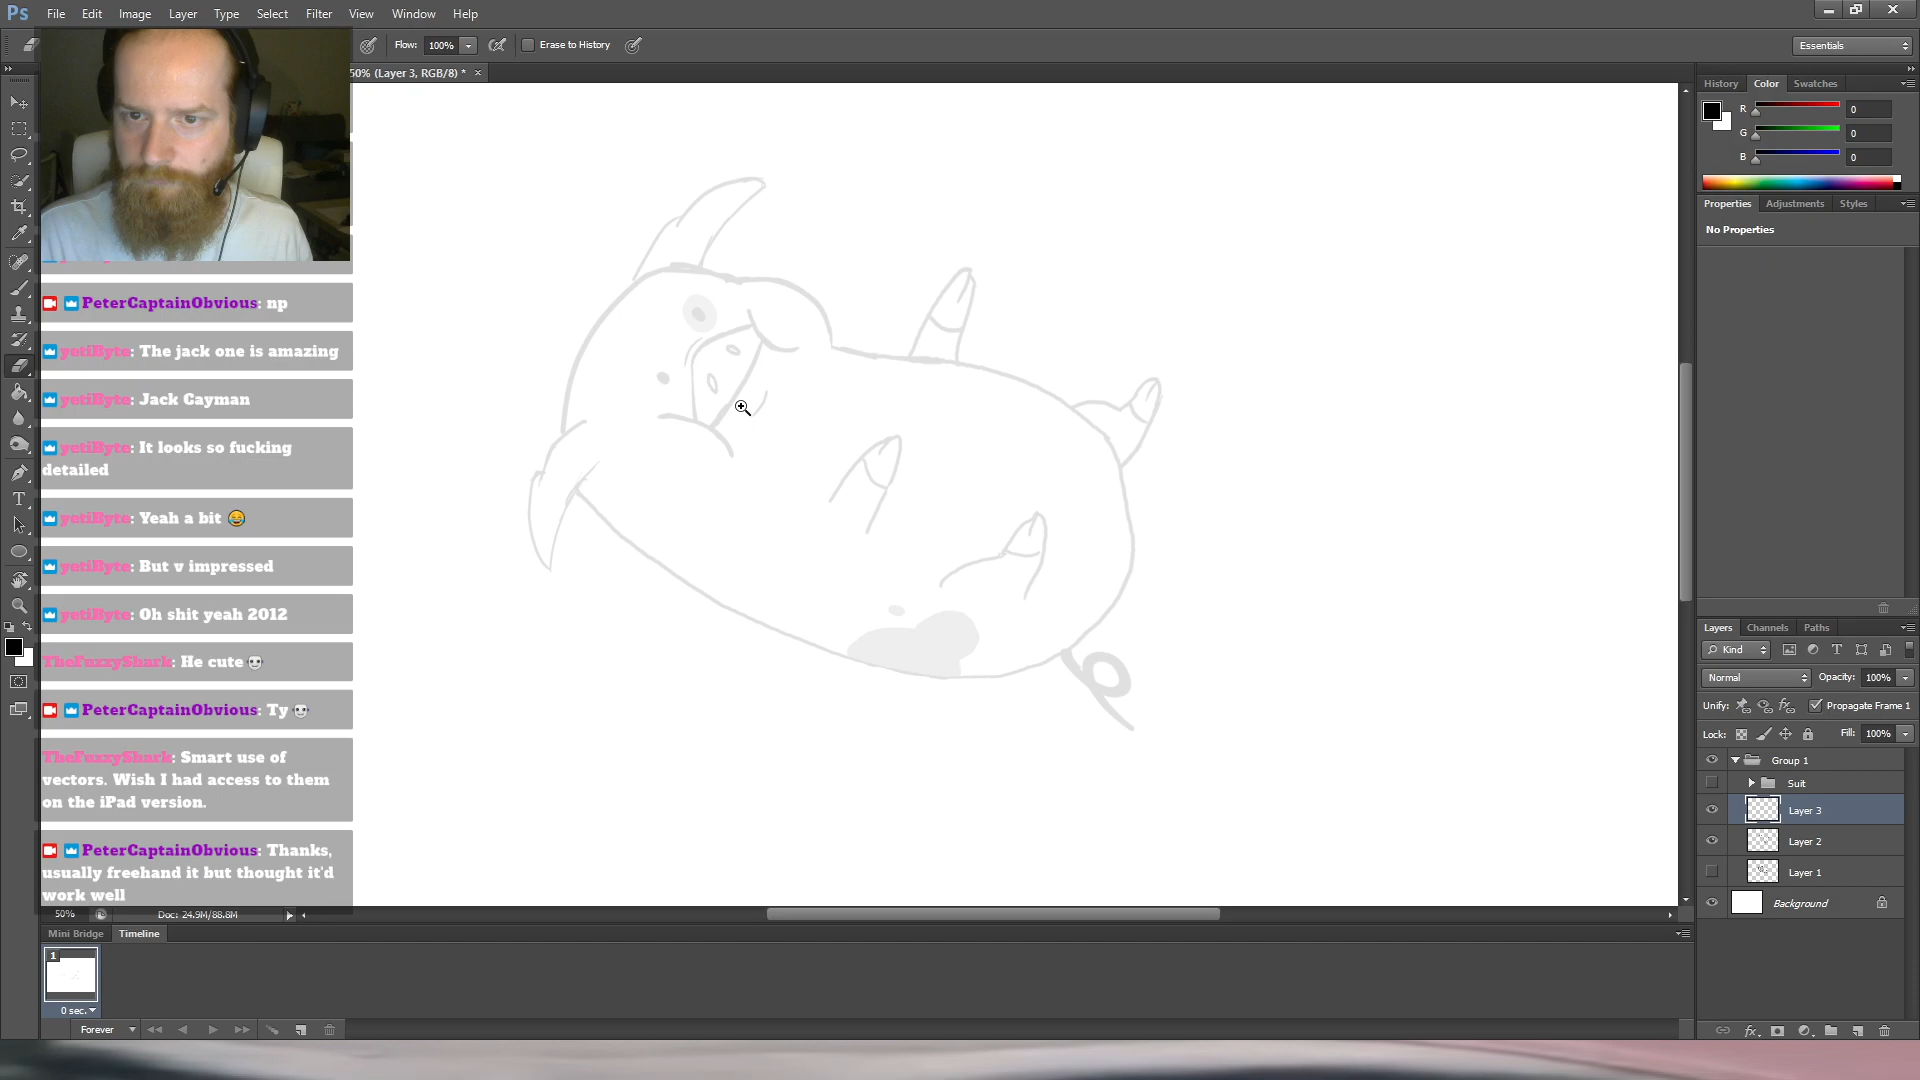 Ps File Edit Image Layer Type Select Filter View Window Help
Flow: 100% Erase to History Essentials
50% (Layer 3, RGB/8) * ×
History Color Swatches
R 0
G 0
B 0
Properties Adjustments Styles
No Properties
PeterCaptainObvious: np
yetiByte: The jack one is amazing
yetiByte: Jack Cayman
yetiByte: It looks so fucking
detailed
yetiByte: Yeah a bit 😂
yetiByte: But v impressed
yetiByte: Oh shit yeah 2012
TheFuzzyShark: He cute
PeterCaptainObvious: Ty
TheFuzzyShark: Smart use of
vectors. Wish I had access to them
on the iPad version.
PeterCaptainObvious: Thanks,
usually freehand it but thought it'd
work well
Layers Channels Paths
Kind
Normal Opacity: 100%
Unify: Propagate Frame 1
Lock: Fill: 100%
Group 1
Suit
Layer 3
Layer 2
Layer 1
Background
50% Doc: 24.9M/88.8M
Mini Bridge Timeline
1
0 sec.
Forever